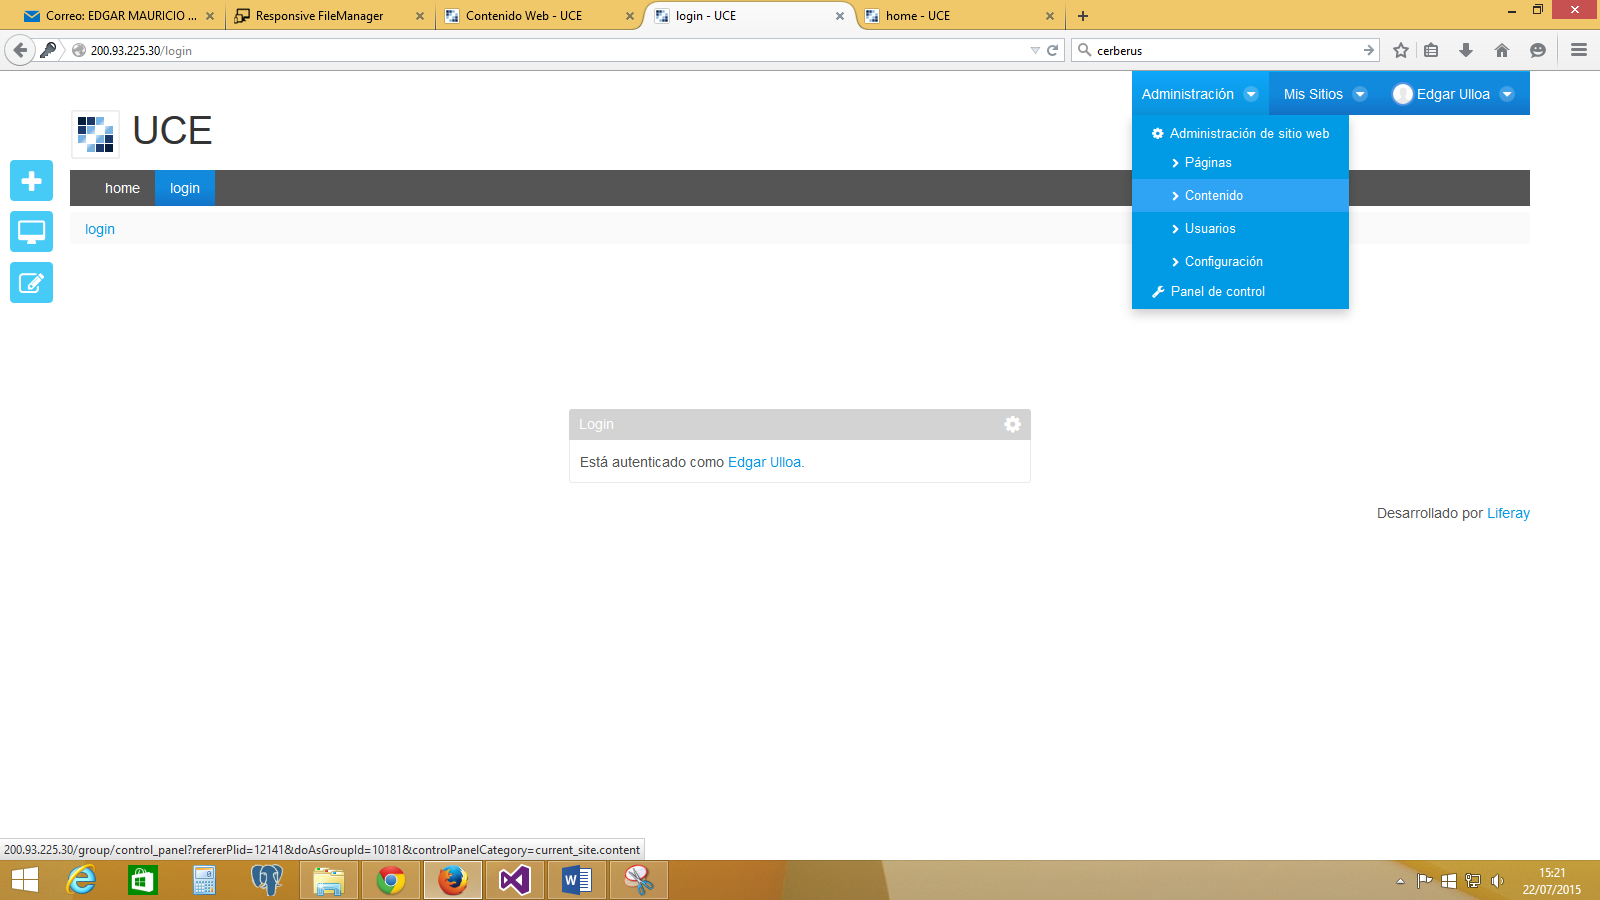 Correo: EDGAR MAURICIO ...
Responsive FileManager
Contenido Web - UCE
login - UCE
home - UCE
200.93.225.30/login
cerberus
Administración
Mis Sitios
Edgar Ulloa
UCE
Administración de sitio web
Páginas
Contenido
Usuarios
Configuración
Panel de control
home
login
login
Login
Está autenticado como Edgar Ulloa.
Desarrollado por Liferay
200.93.225.30/group/control_panel?refererPlid=12141&doAsGroupId=10181&controlPanelCategory=current_site.content
15:21
22/07/2015